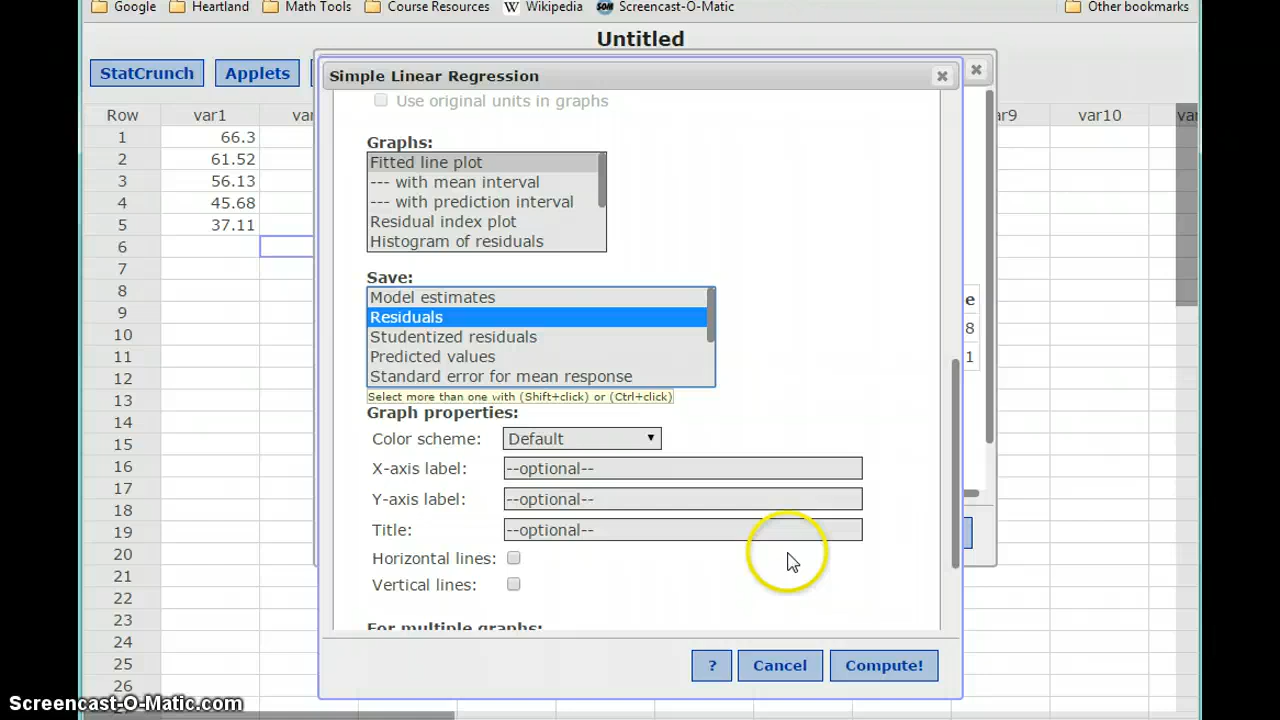 Google Heartland Math Tools Course Resources Wikipedia Screencast-O-Matic Other bookmarks
Untitled
StatCrunch Applets
Simple Linear Regression
Row var1 var r9 var10 va
Use original units in graphs
1 66.3
2 61.52
3 56.13
4 45.68
5 37.11
6
7
8
9
10
11
12
13
14
15
16
17
18
19
20
21
22
23
24
25
26
Graphs:
Fitted line plot
--- with mean interval
--- with prediction interval
Residual index plot
Histogram of residuals
Save:
Model estimates
Residuals
Studentized residuals
Predicted values
Standard error for mean response
Select more than one with (Shift+click) or (Ctrl+click)
e
8
1
Graph properties:
Color scheme: Default
X-axis label: --optional--
Y-axis label: --optional--
Title: --optional--
Horizontal lines:
Vertical lines:
For multiple graphs:
? Cancel Compute!
Screencast-O-Matic.com